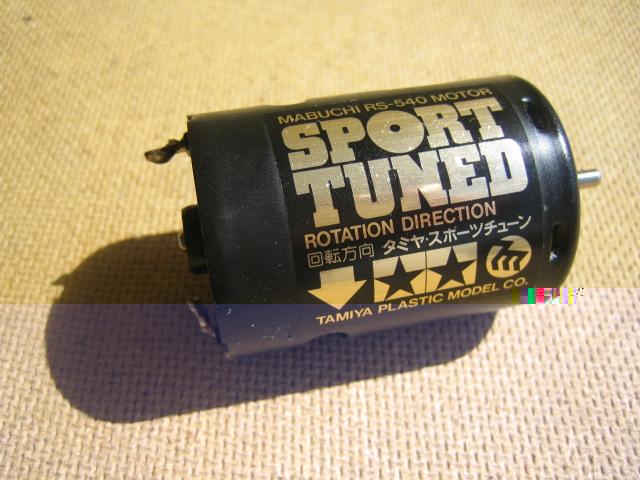 MABUCHI RS-540 MOTOR
SPORT
TUNED
ROTATION DIRECTION
回転方向 タミヤ・スポーツチューン
TAMIYA PLASTIC MODEL CO.